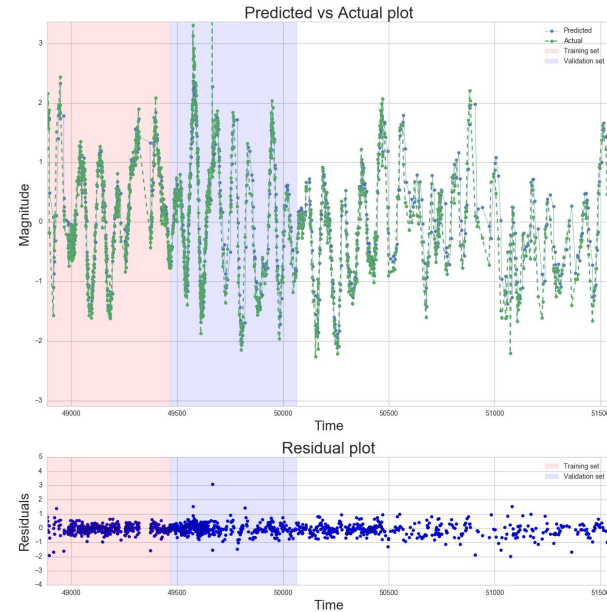 Predicted vs Actual plot
Predicted
Actual
Training set
Validation set
Magnitude
3
2
1
0
-1
-2
-3
49000 49500 50000 50500 51000 51500
Time
Residual plot
Training set
Validation set
Residuals
5
4
3
2
1
0
-1
-2
-3
-4
49000 49500 50000 50500 51000 5150
Time